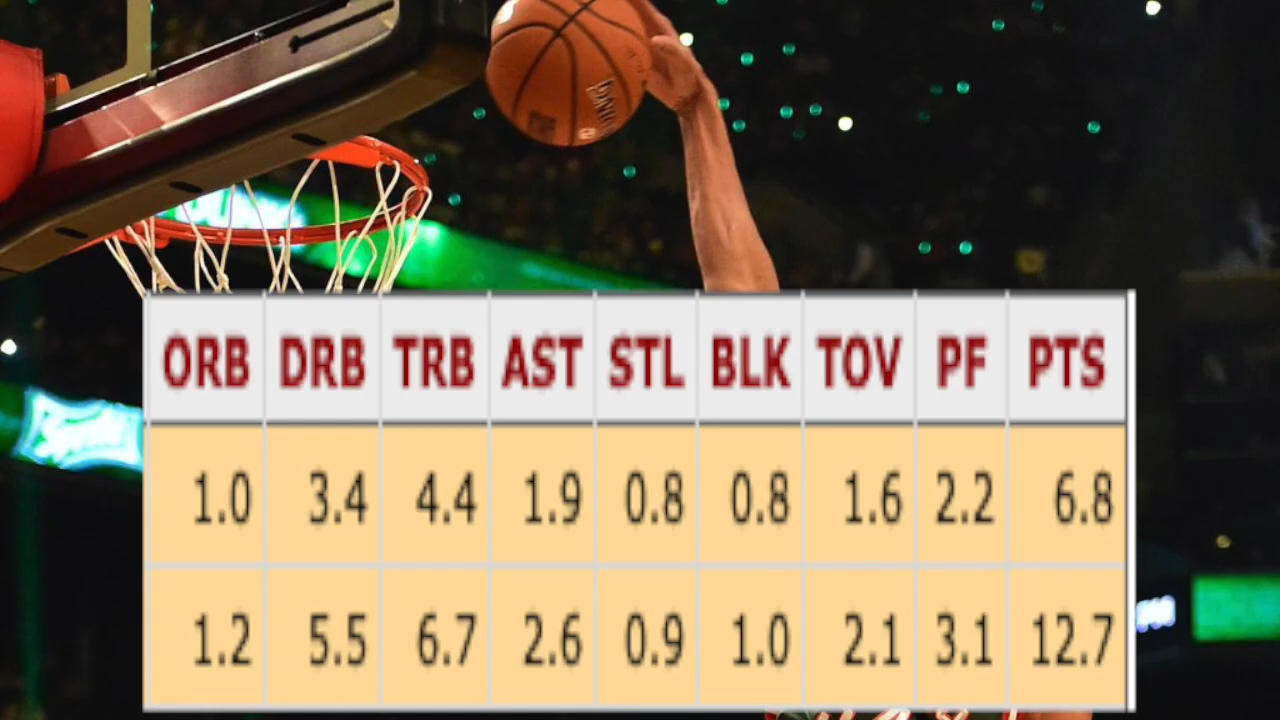 ORB DRB TRB AST STL BLK TOV PF PTS
1.0 3.4 4.4 1.9 0.8 0.8 1.6 2.2 6.8
1.2 5.5 6.7 2.6 0.9 1.0 2.1 3.1 12.7
Sprite